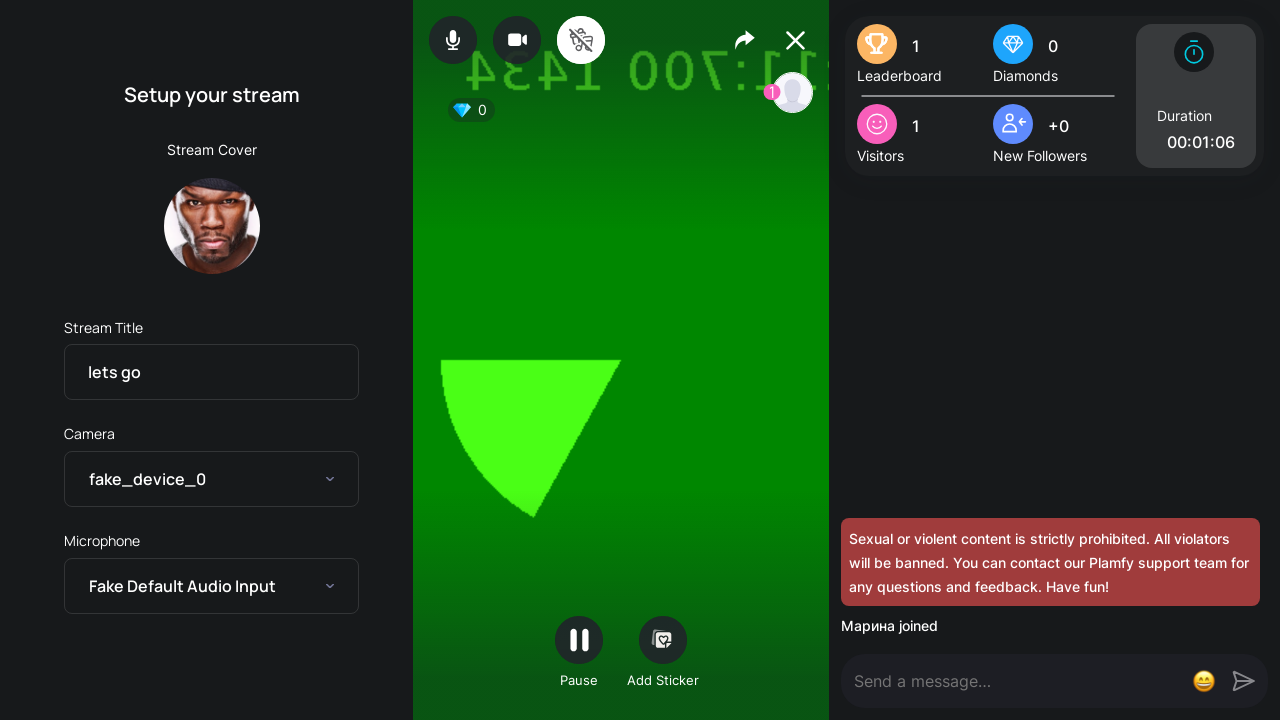 Setup your stream
Stream Cover
Stream Title
lets go
Camera
fake_device_0
Microphone
Fake Default Audio Input
0
1
Pause
Add Sticker
1
Leaderboard
0
Diamonds
1
Visitors
+0
New Followers
Duration
00:01:06
Sexual or violent content is strictly prohibited. All violators
will be banned. You can contact our Plamfy support team for
any questions and feedback. Have fun!
Марина joined
Send a message...